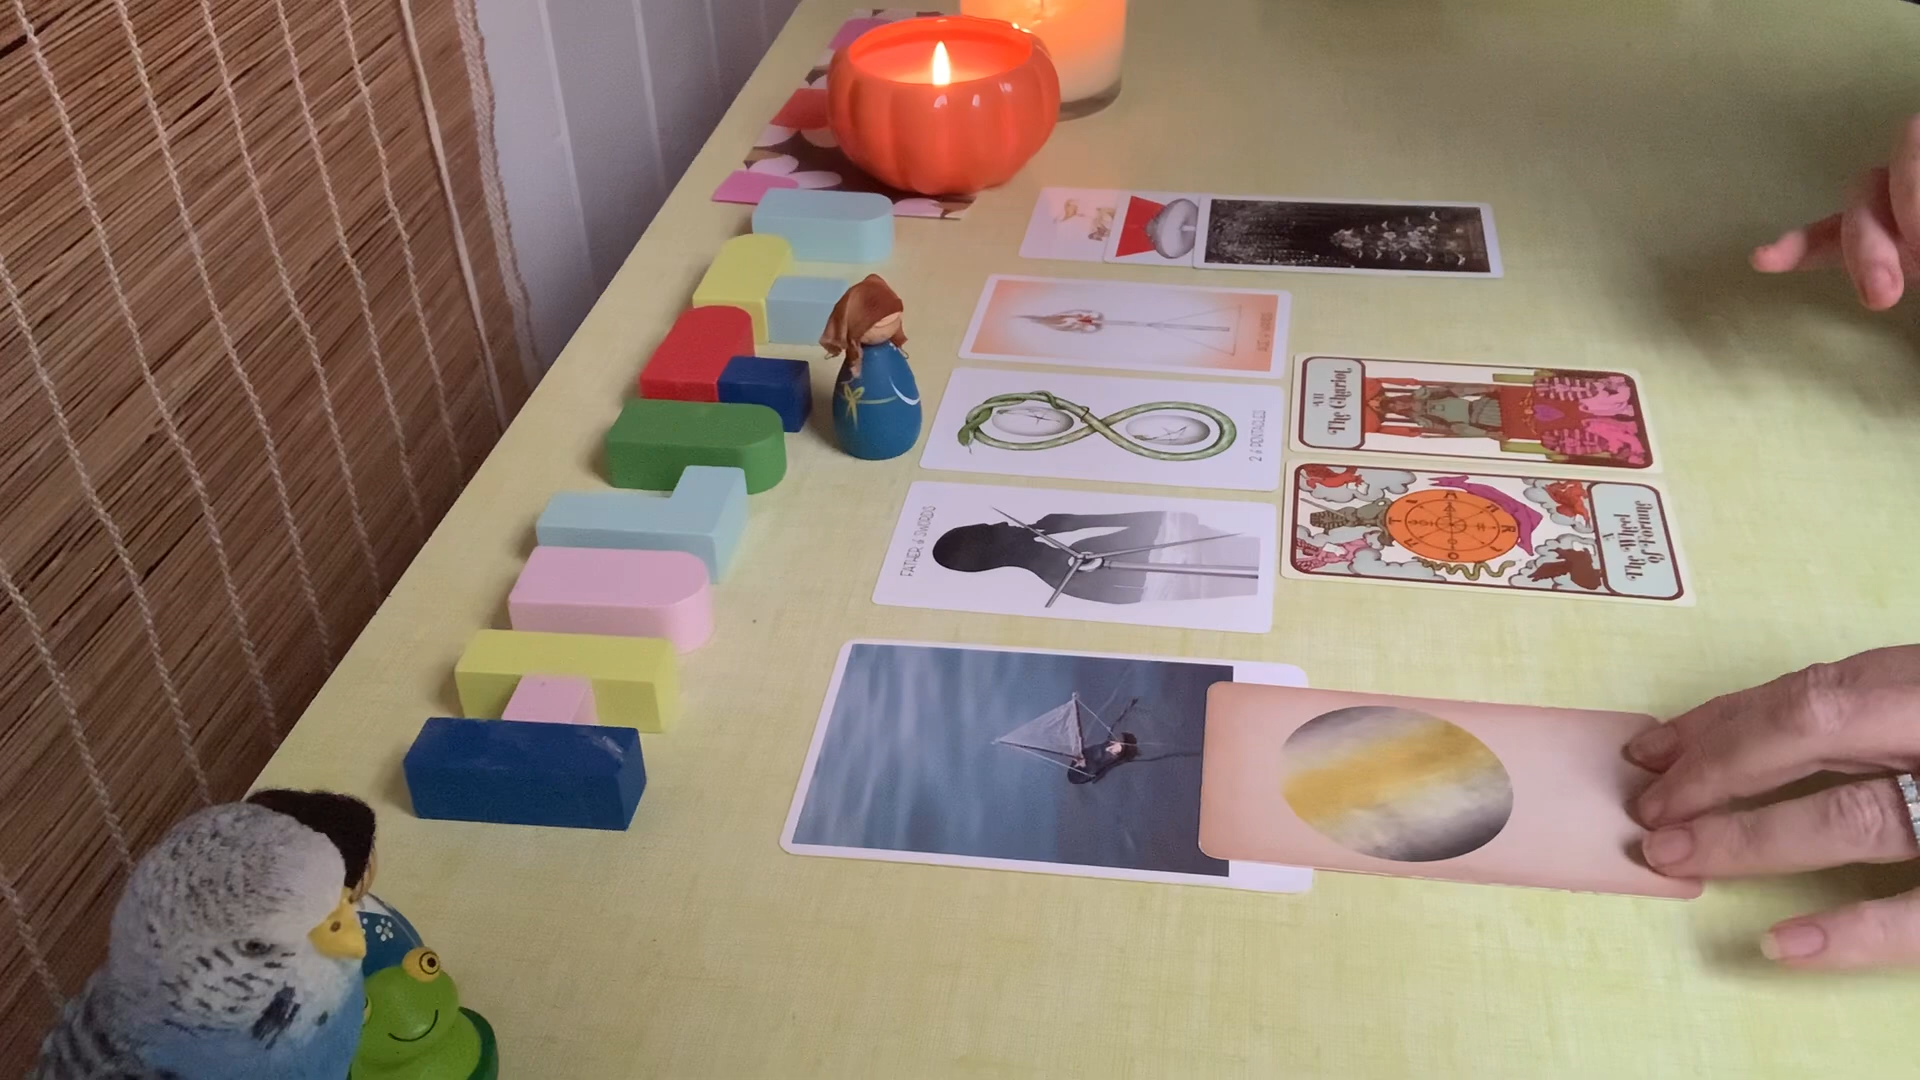 VII
The Chariot
2 of PENTACLES
FATHER of SWORDS
X
The Wheel
of Fortune